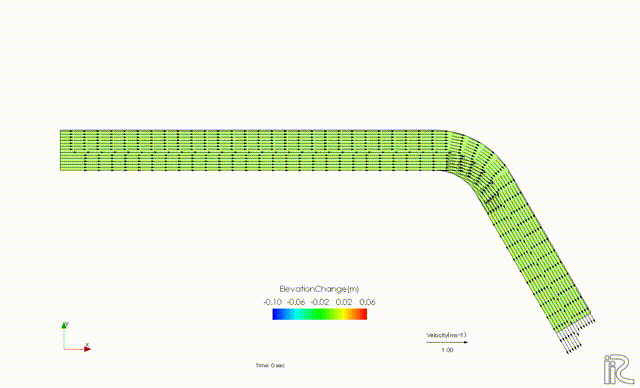 ElevationChange(m)
-0.10 -0.06 -0.02 0.02 0.06
Y
X
Velocity(ms-1)
1.00
Time: 0 sec
iRIC